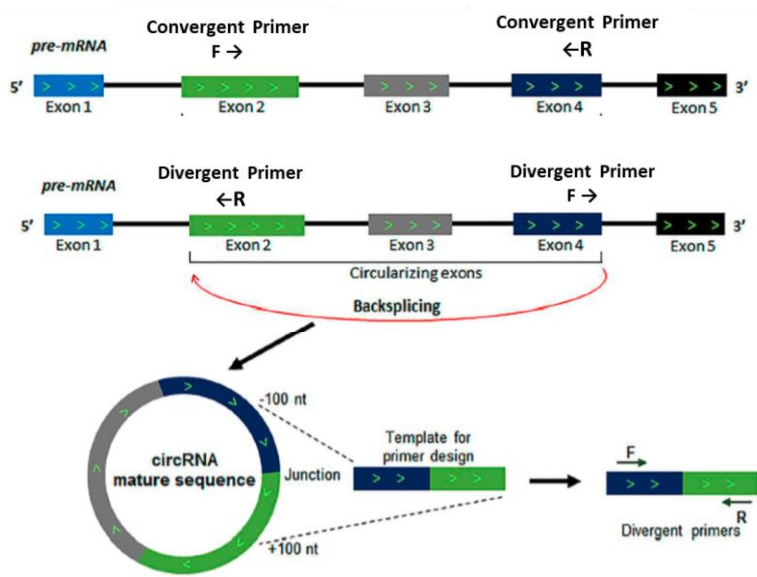 Convergent Primer Convergent Primer
pre-mRNA F → ←R
5' > > > > > > > > > > > > > > > > 3'
Exon 1 Exon 2 Exon 3 Exon 4 Exon 5
Divergent Primer Divergent Primer
pre-mRNA ←R F →
5' > > > > > > > > > > > > > > > > 3'
Exon 1 Exon 2 Exon 3 Exon 4 Exon 5
Circularizing exons
Backsplicing
-100 nt
circRNA
mature sequence
Junction
+100 nt
Template for
primer design
> > > >
F
> > > >
R
Divergent primers